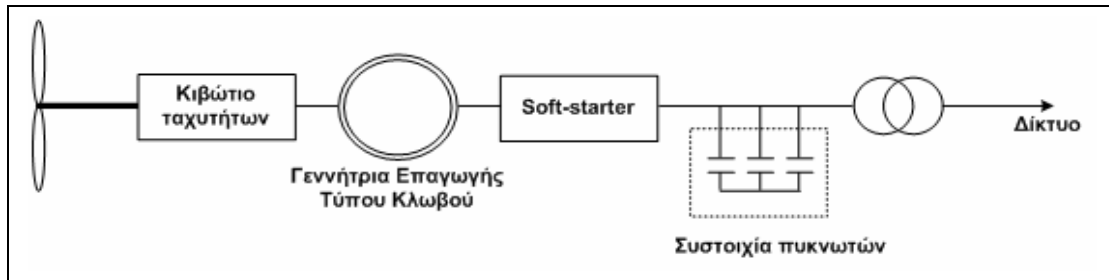 Κιβώτιο
ταχυτήτων
Γεννήτρια Επαγωγής
Τύπου Κλωβού
Soft-starter
Συστοιχία πυκνωτών
Δίκτυο